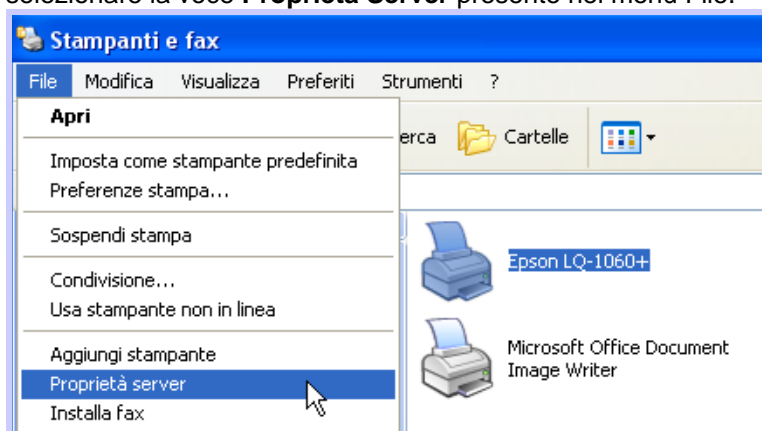 selezionare la voce Proprietà Server presente nel menu File.
Stampanti e fax
File Modifica Visualizza Preferiti Strumenti ?
Apri
erca Cartelle
Imposta come stampante predefinita
Preferenze stampa...
Sospendi stampa
Epson LQ-1060+
Condivisione...
Usa stampante non in linea
Aggiungi stampante
Microsoft Office Document
Image Writer
Proprietà server
Installa fax